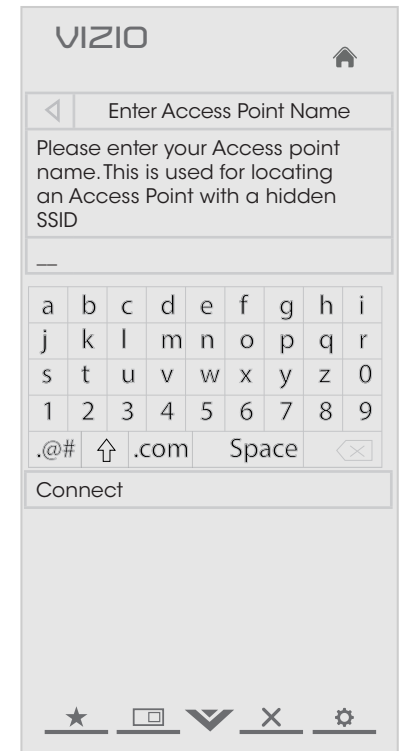 VIZIO
Enter Access Point Name
Please enter your Access point
name. This is used for locating
an Access Point with a hidden
SSID
__
a b c d e f g h i
j k l m n o p q r
s t u v w x y z 0
1 2 3 4 5 6 7 8 9
.@# .com Space
Connect